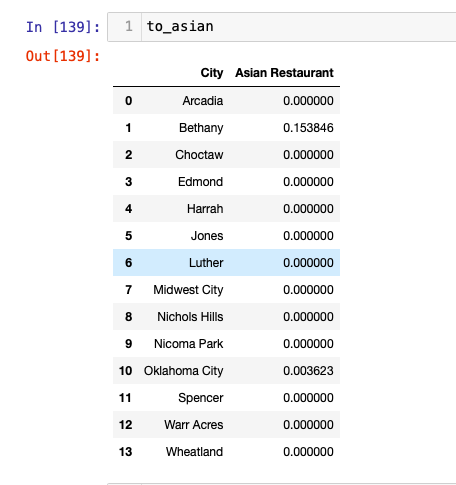 In [139]: 1 to_asian
Out[139]:
City Asian Restaurant
0 Arcadia 0.000000
1 Bethany 0.153846
2 Choctaw 0.000000
3 Edmond 0.000000
4 Harrah 0.000000
5 Jones 0.000000
6 Luther 0.000000
7 Midwest City 0.000000
8 Nichols Hills 0.000000
9 Nicoma Park 0.000000
10 Oklahoma City 0.003623
11 Spencer 0.000000
12 Warr Acres 0.000000
13 Wheatland 0.000000